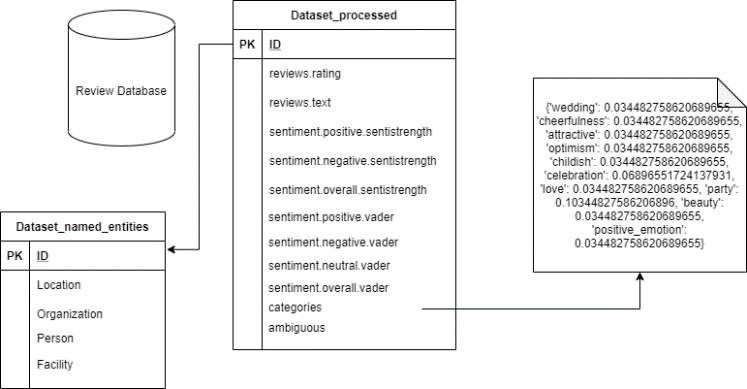 Review Database
Dataset_processed
PK ID
reviews.rating
reviews.text
sentiment.positive.sentistrength
sentiment.negative.sentistrength
sentiment.overall.sentistrength
sentiment.positive.vader
sentiment.negative.vader
sentiment.neutral.vader
sentiment.overall.vader
categories
ambiguous
Dataset_named_entities
PK ID
Location
Organization
Person
Facility
{'wedding': 0.034482758620689655,
'cheerfulness': 0.034482758620689655,
'attractive': 0.034482758620689655,
'optimism': 0.034482758620689655,
'childish': 0.034482758620689655,
'celebration': 0.06896551724137931,
'love': 0.034482758620689655, 'party':
0.10344827586206896, 'beauty':
0.034482758620689655,
'positive_emotion':
0.034482758620689655}